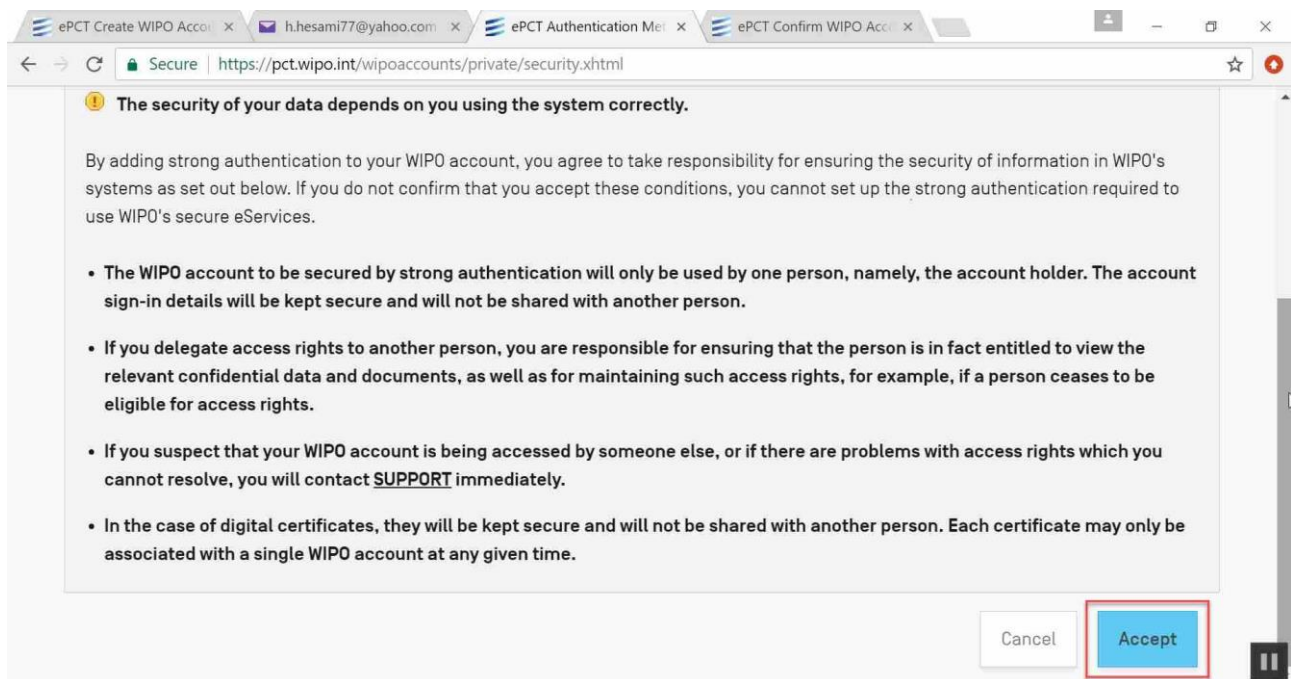 ePCT Create WIPO Accou
h.hesami77@yahoo.com
ePCT Authentication Met
ePCT Confirm WIPO Acco
Secure | https://pct.wipo.int/wipoaccounts/private/security.xhtml
The security of your data depends on you using the system correctly.
By adding strong authentication to your WIPO account, you agree to take responsibility for ensuring the security of information in WIPO's
systems as set out below. If you do not confirm that you accept these conditions, you cannot set up the strong authentication required to
use WIPO's secure eServices.
• The WIPO account to be secured by strong authentication will only be used by one person, namely, the account holder. The account
sign-in details will be kept secure and will not be shared with another person.
• If you delegate access rights to another person, you are responsible for ensuring that the person is in fact entitled to view the
relevant confidential data and documents, as well as for maintaining such access rights, for example, if a person ceases to be
eligible for access rights.
• If you suspect that your WIPO account is being accessed by someone else, or if there are problems with access rights which you
cannot resolve, you will contact SUPPORT immediately.
• In the case of digital certificates, they will be kept secure and will not be shared with another person. Each certificate may only be
associated with a single WIPO account at any given time.
Cancel
Accept